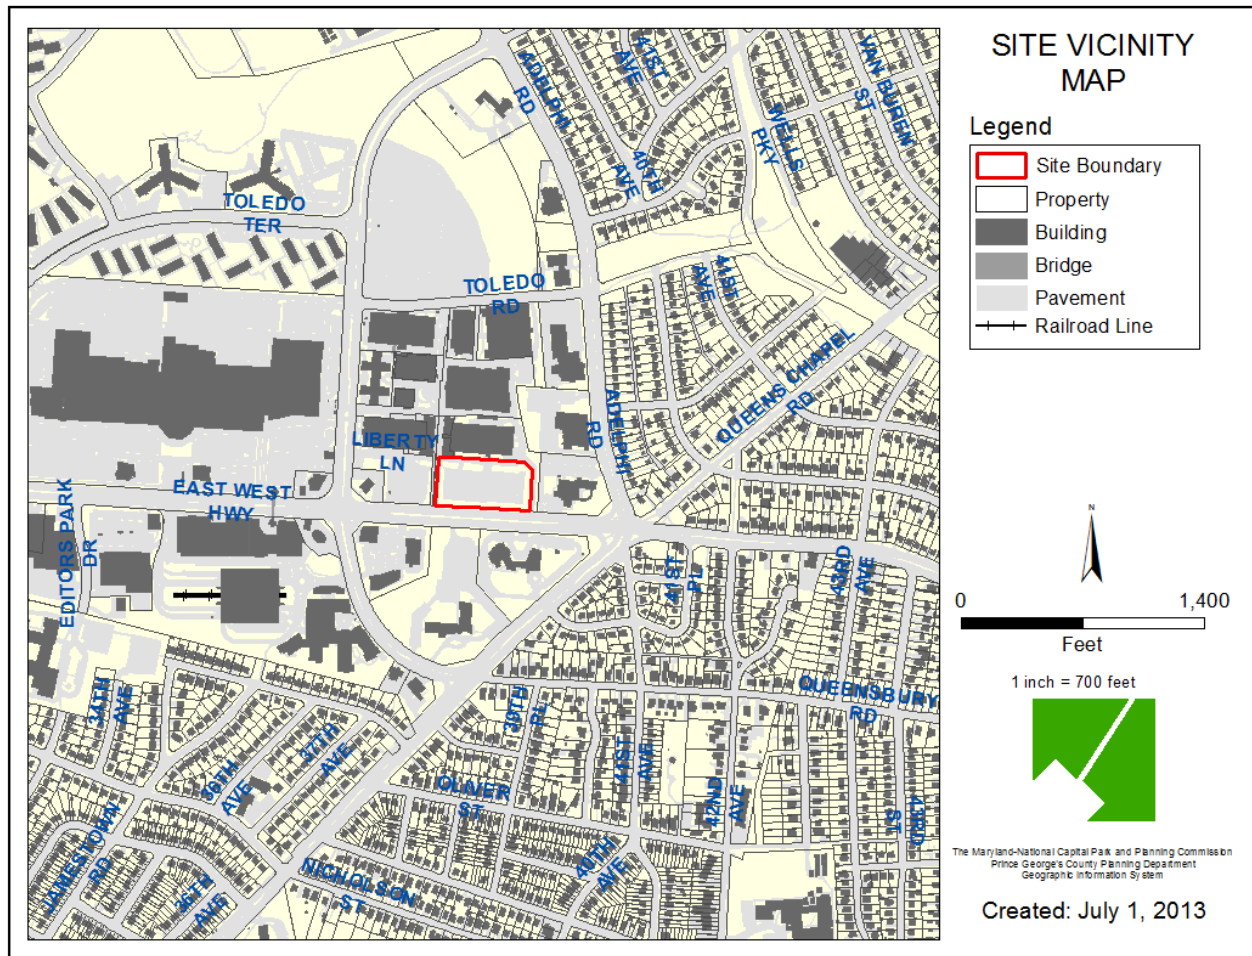 SITE VICINITY
MAP
Legend
Site Boundary
Property
Building
Bridge
Pavement
Railroad Line
N
0 1,400
Feet
1 inch = 700 feet
The Maryland-National Capital Park and Planning Commission
Prince George's County Planning Department
Geographic Information System
Created: July 1, 2013
ADELPHI
RD
41ST
AVE
VAN BUREN
ST
WELLS
PKY
40TH
AVE
TOLEDO
TER
TOLEDO
RD
41ST
AVE
QUEENS CHAPEL
RD
ADELPHI
RD
LIBERTY
LN
EAST WEST
HWY
EDITORS PARK
DR
41ST
PL
43RD
AVE
QUEENSBURY
RD
34TH
AVE
39TH
PL
37TH
AVE
36TH
AVE
41ST
AVE
42ND
AVE
OLIVER
ST
43RD
ST
JAMESTOWN
RD
40TH
AVE
NICHOLSON
ST
36TH
AVE